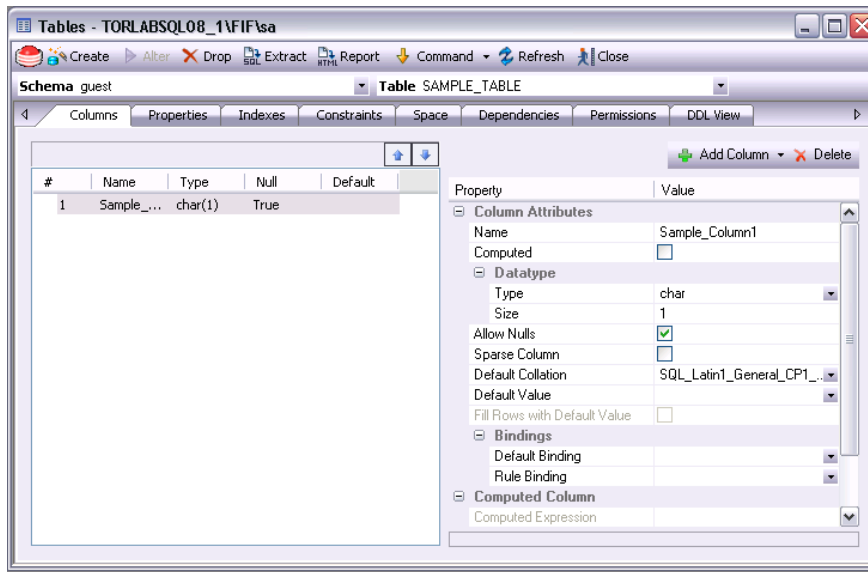 Tables - TORLABSQL08_1\FIF\sa
Create Alter Drop SQL Extract HTML Report Command Refresh Close
Schema guest Table SAMPLE_TABLE
Columns Properties Indexes Constraints Space Dependencies Permissions DDL View
Add Column Delete
# Name Type Null Default
1 Sample_... char(1) True
Property Value
Column Attributes
Name Sample_Column1
Computed
Datatype
Type char
Size 1
Allow Nulls
Sparse Column
Default Collation SQL_Latin1_General_CP1_...
Default Value
Fill Rows with Default Value
Bindings
Default Binding
Rule Binding
Computed Column
Computed Expression